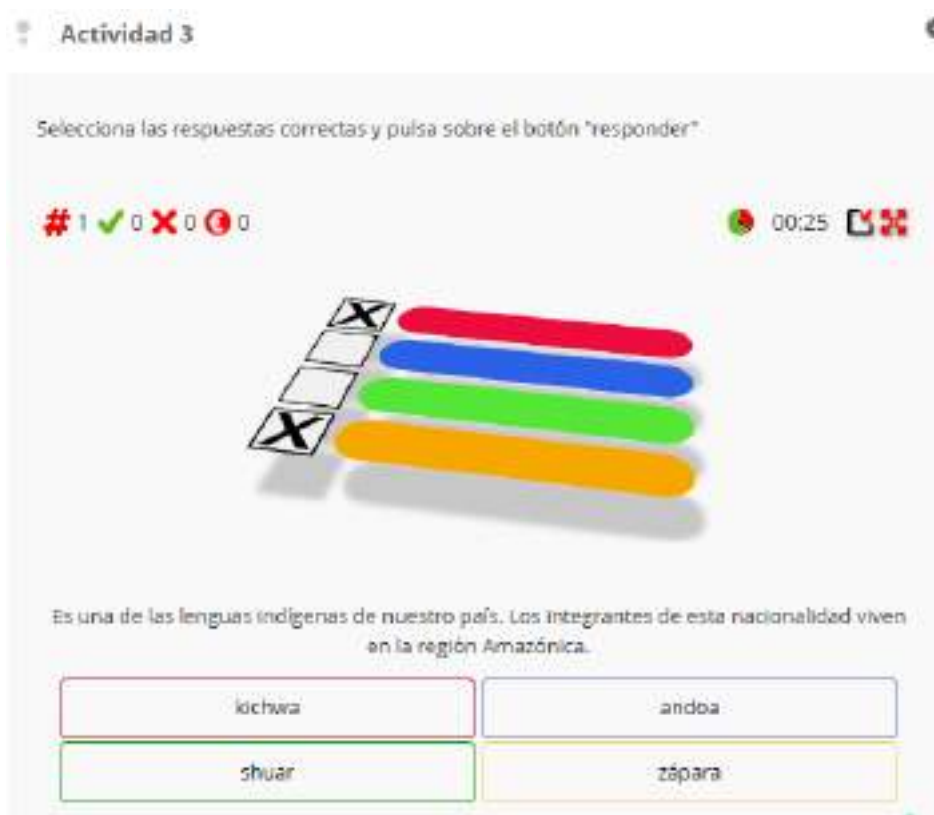 Actividad 3
Selecciona las respuestas correctas y pulsa sobre el botón "responder"
# 1 0 0 0
00:25
Es una de las lenguas indígenas de nuestro país. Los integrantes de esta nacionalidad viven
en la región Amazónica.
kichwa
andoa
shuar
zápara